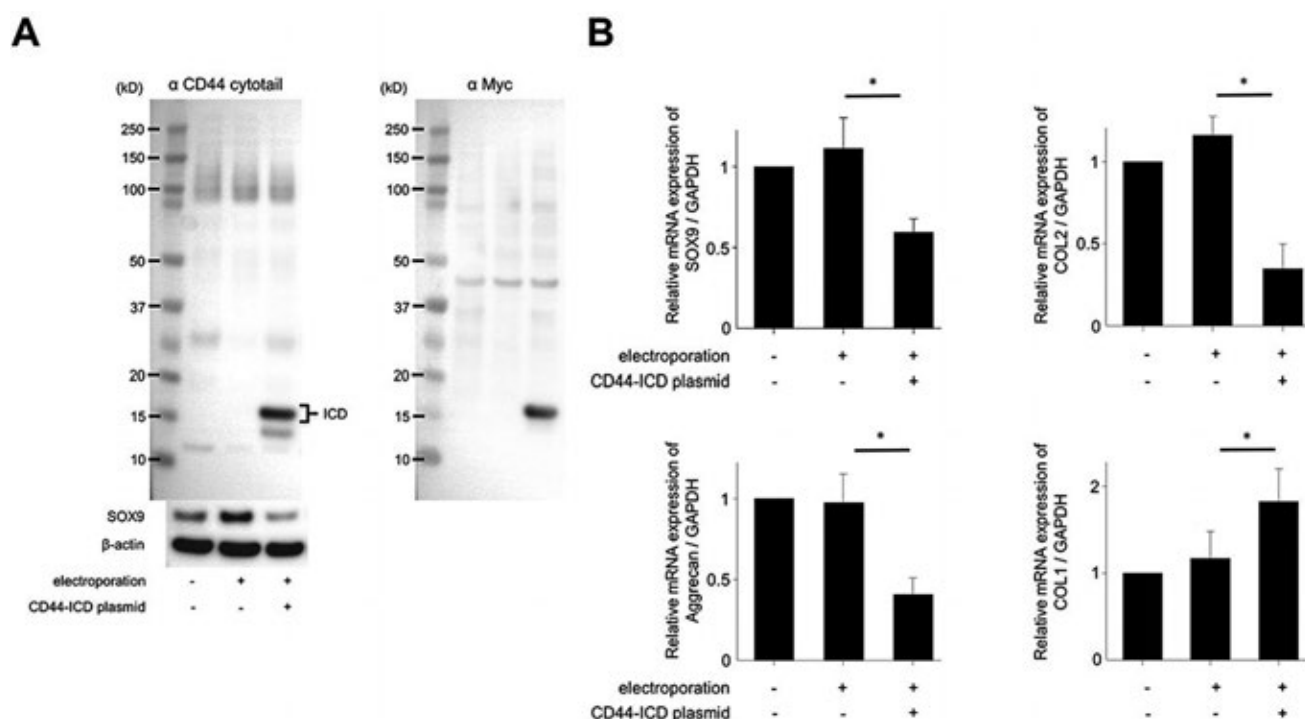 A
(kD)
α CD44 cytotail
250
150
100
50
37
20
15
10
ICD
SOX9
β-actin
electroporation - + +
CD44-ICD plasmid +
(kD)
α Myc
250
150
100
50
37
20
15
10
B
Relative mRNA expression of
SOX9 / GAPDH
*
1
0.5
0
electroporation - + +
CD44-ICD plasmid - - +
Relative mRNA expression of
COL2 / GAPDH
*
1
0.5
0
- + +
- - +
Relative mRNA expression of
Aggrecan / GAPDH
*
1
0.5
0
electroporation - + +
CD44-ICD plasmid - - +
Relative mRNA expression of
COL1 / GAPDH
*
2
1
0
- + +
- - +